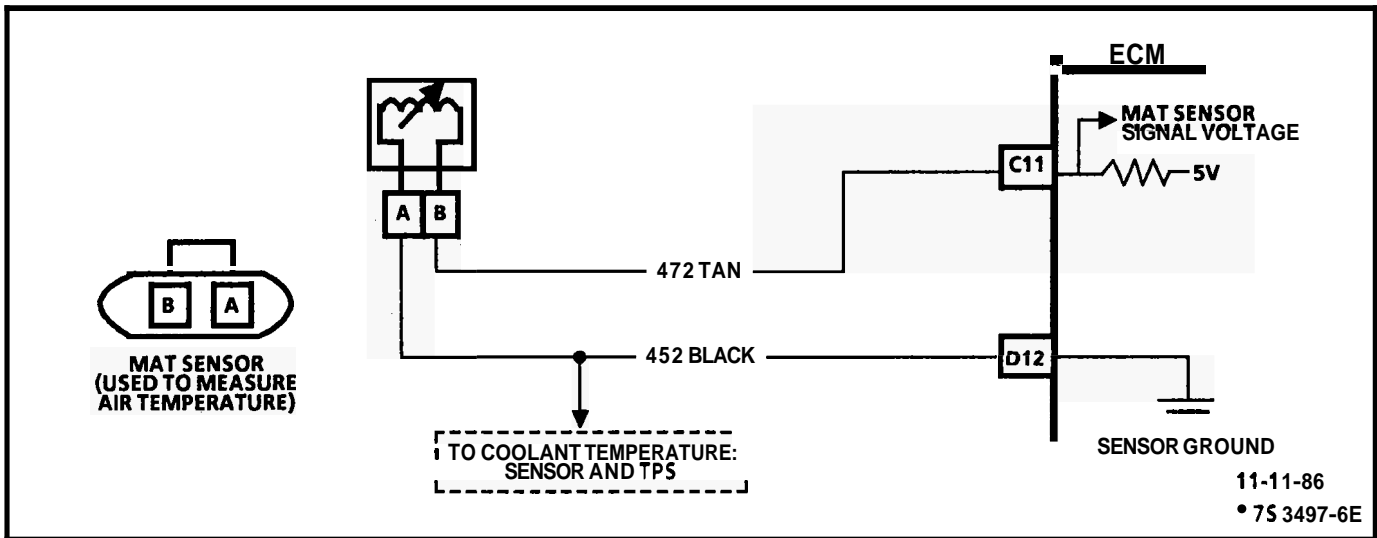 ECM
MAT SENSOR
SIGNAL VOLTAGE
C11
5V
A B
472 TAN
B A
MAT SENSOR
(USED TO MEASURE
AIR TEMPERATURE)
452 BLACK
D12
TO COOLANT TEMPERATURE:
SENSOR AND TPS
SENSOR GROUND
11-11-86
• 7S 3497-6E